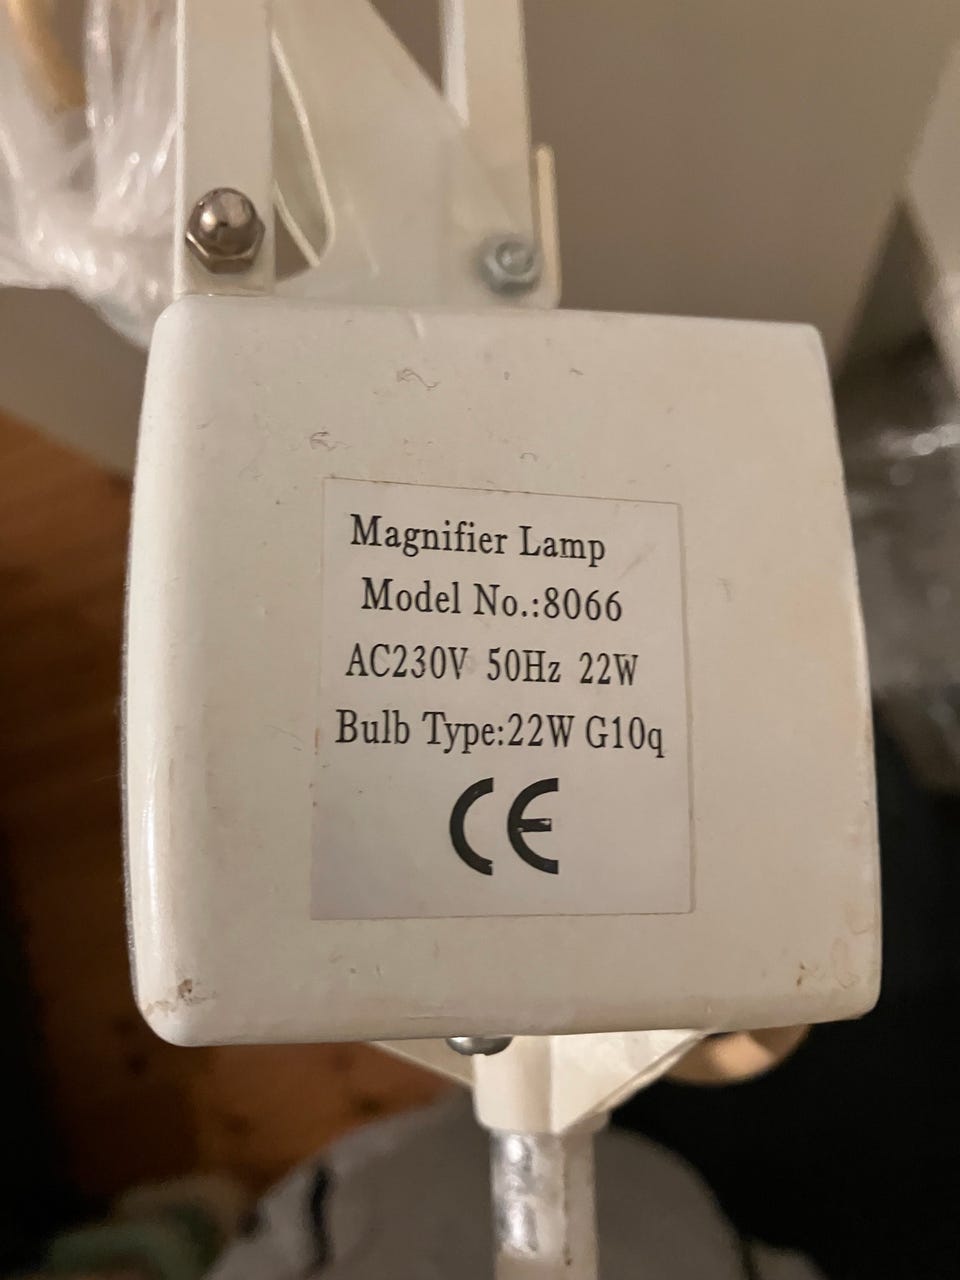 Magnifier Lamp
Model No.:8066
AC230V 50Hz 22W
Bulb Type:22W G10q
CE